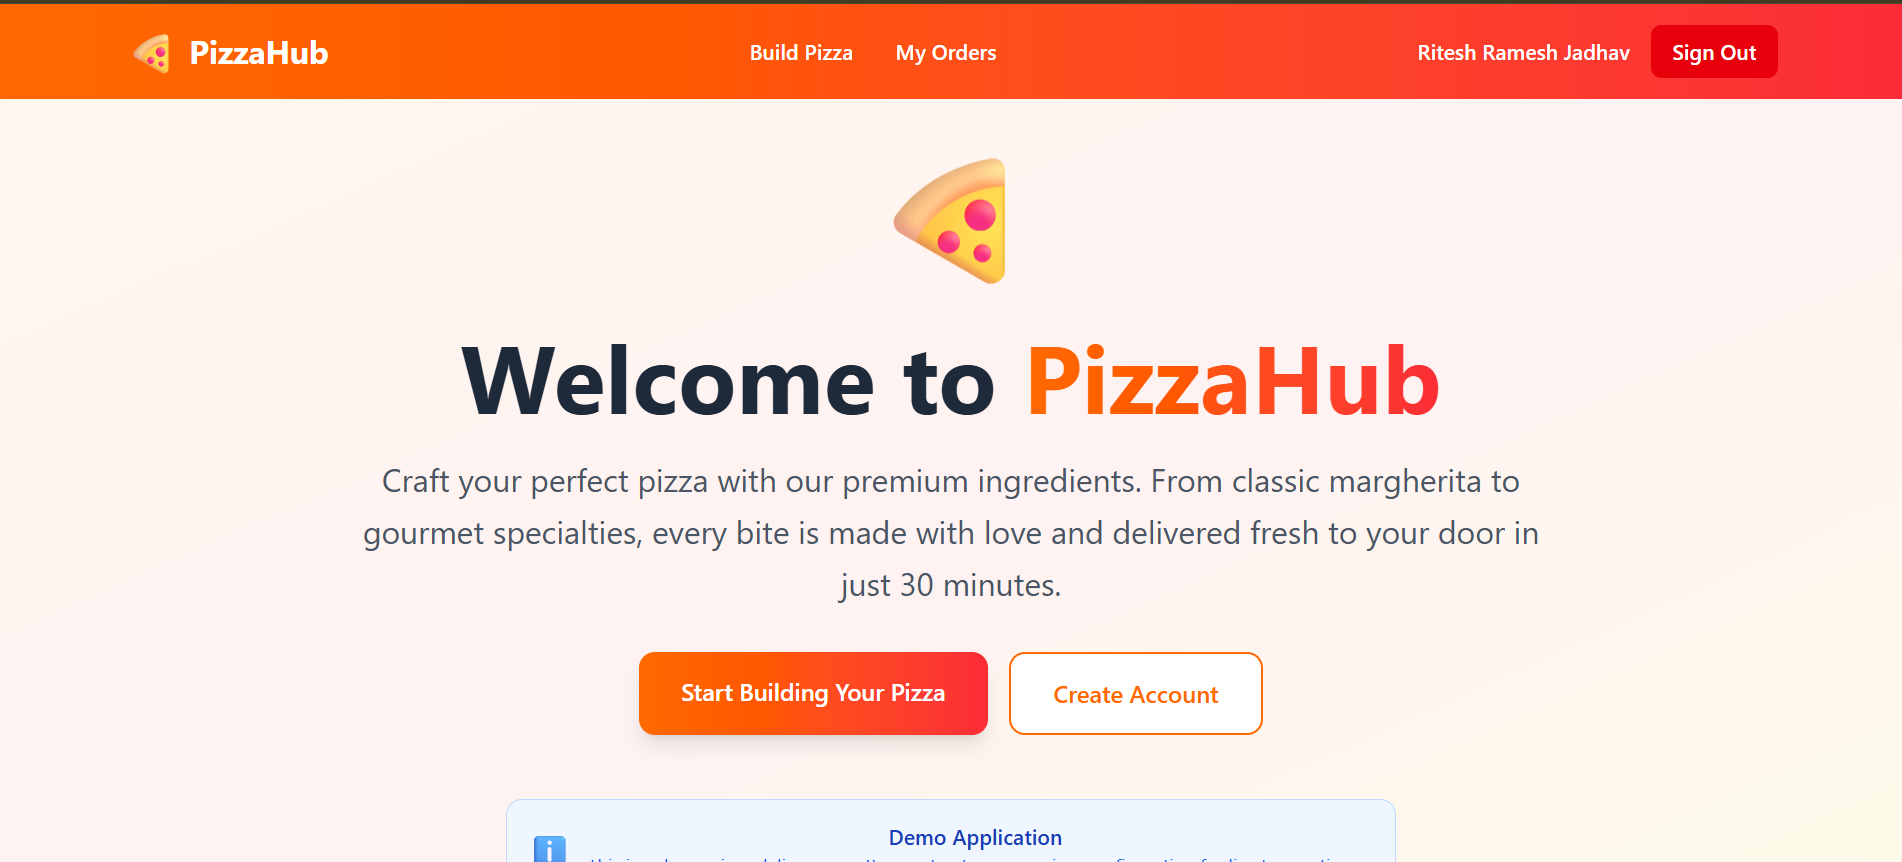 PizzaHub
Build Pizza
My Orders
Ritesh Ramesh Jadhav
Sign Out
Welcome to PizzaHub
Craft your perfect pizza with our premium ingredients. From classic margherita to
gourmet specialties, every bite is made with love and delivered fresh to your door in
just 30 minutes.
Start Building Your Pizza
Create Account
Demo Application